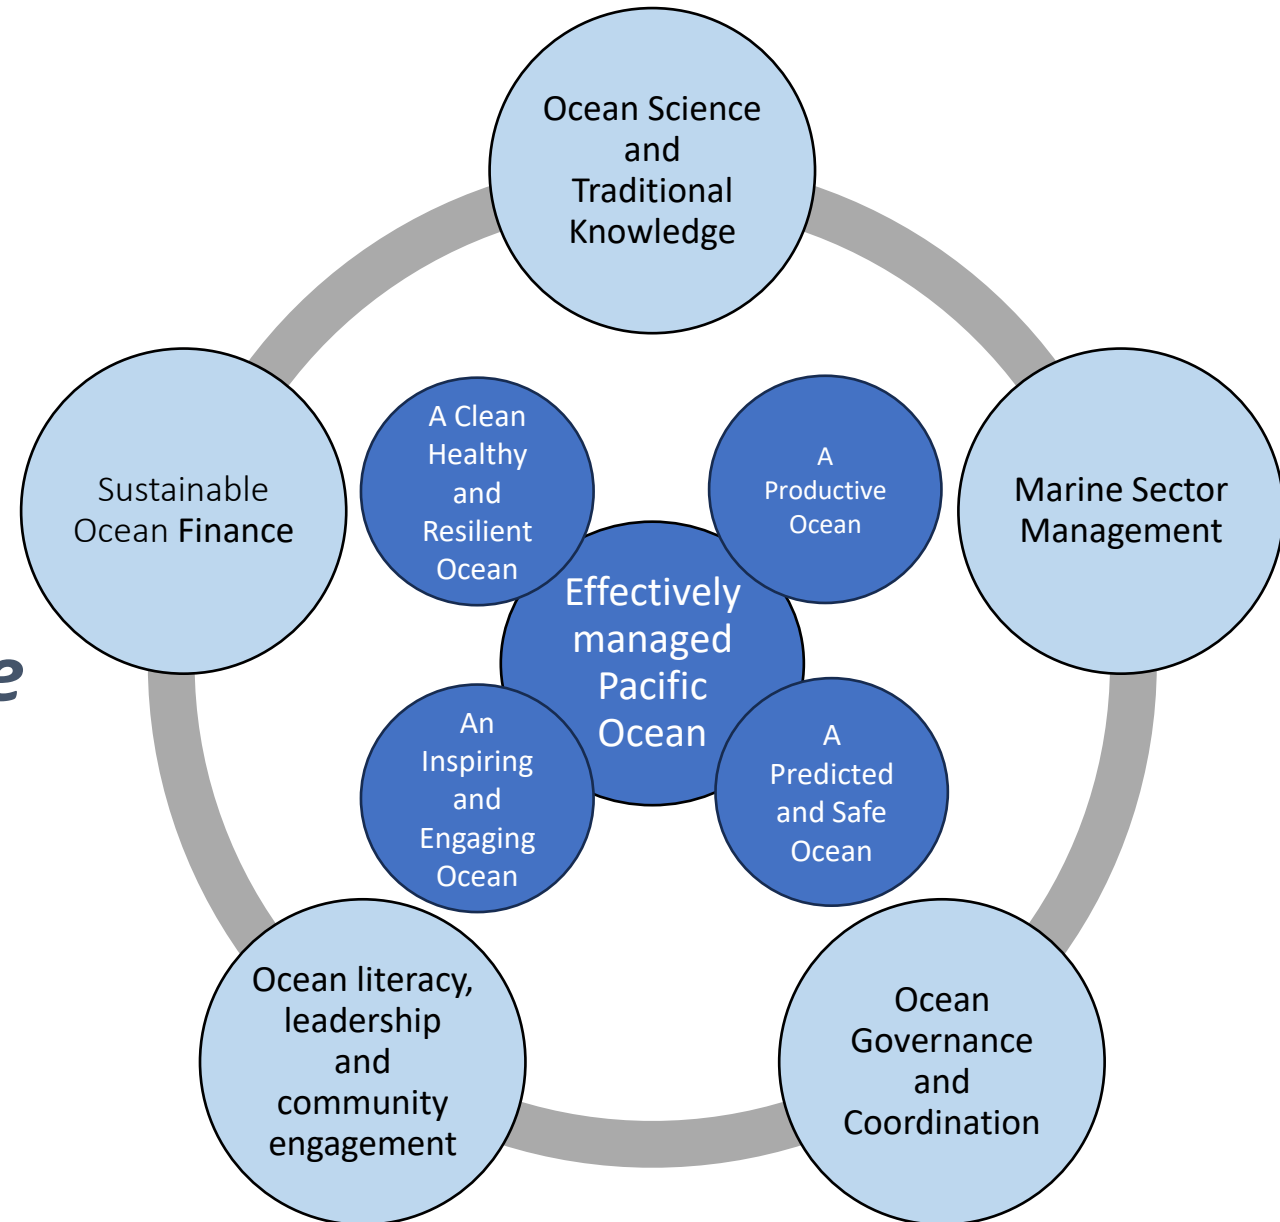 Ocean Science
and
Traditional
Knowledge
Sustainable
Ocean Finance
A Clean
Healthy
and
Resilient
Ocean
A
Productive
Ocean
Marine Sector
Management
Effectively
managed
Pacific
Ocean
e
An
Inspiring
and
Engaging
Ocean
A
Predicted
and Safe
Ocean
Ocean literacy,
leadership
and
community
engagement
Ocean
Governance
and
Coordination